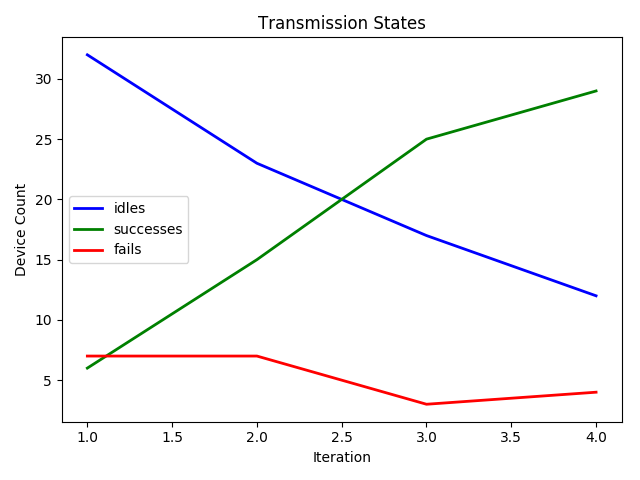 Transmission States
Device Count
30
25
20
15
10
5
idles
successes
fails
1.0 1.5 2.0 2.5 3.0 3.5 4.0
Iteration